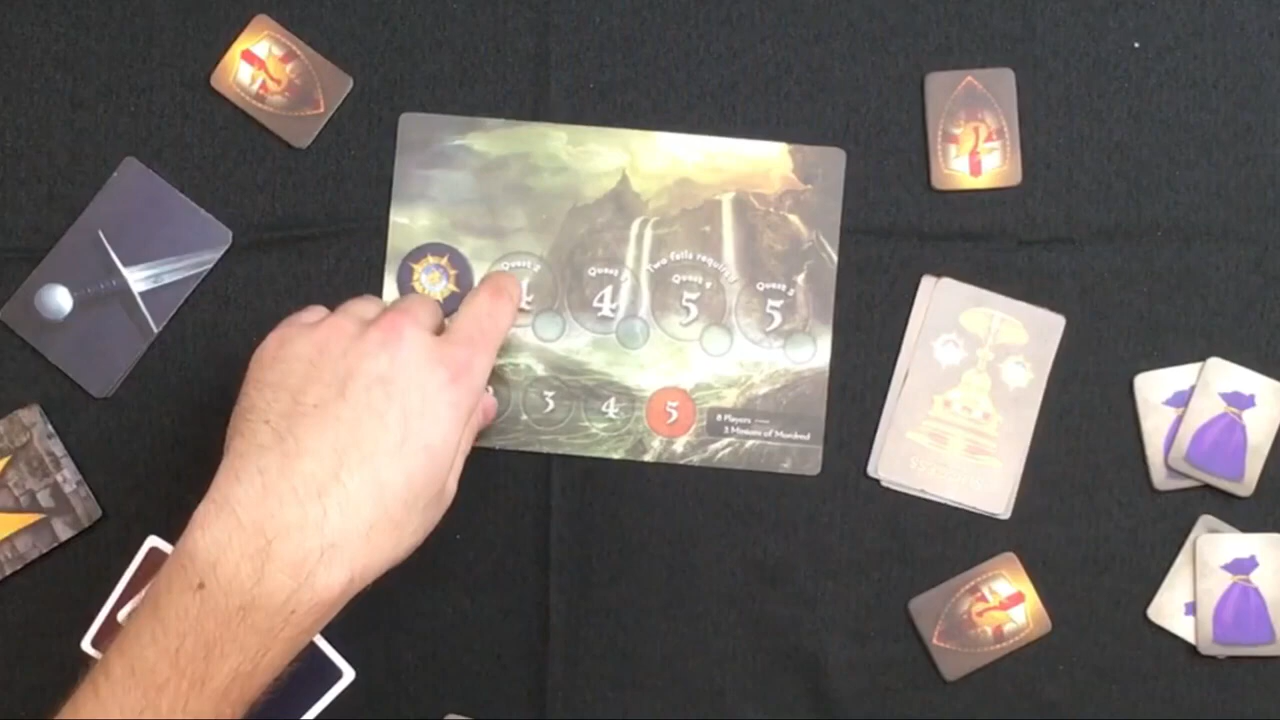 Quest 2
4
Quest 3
4
Two fails required
Quest 4
5
Quest 5
5
3
4
5
8 Players
3 Minions of Mordred